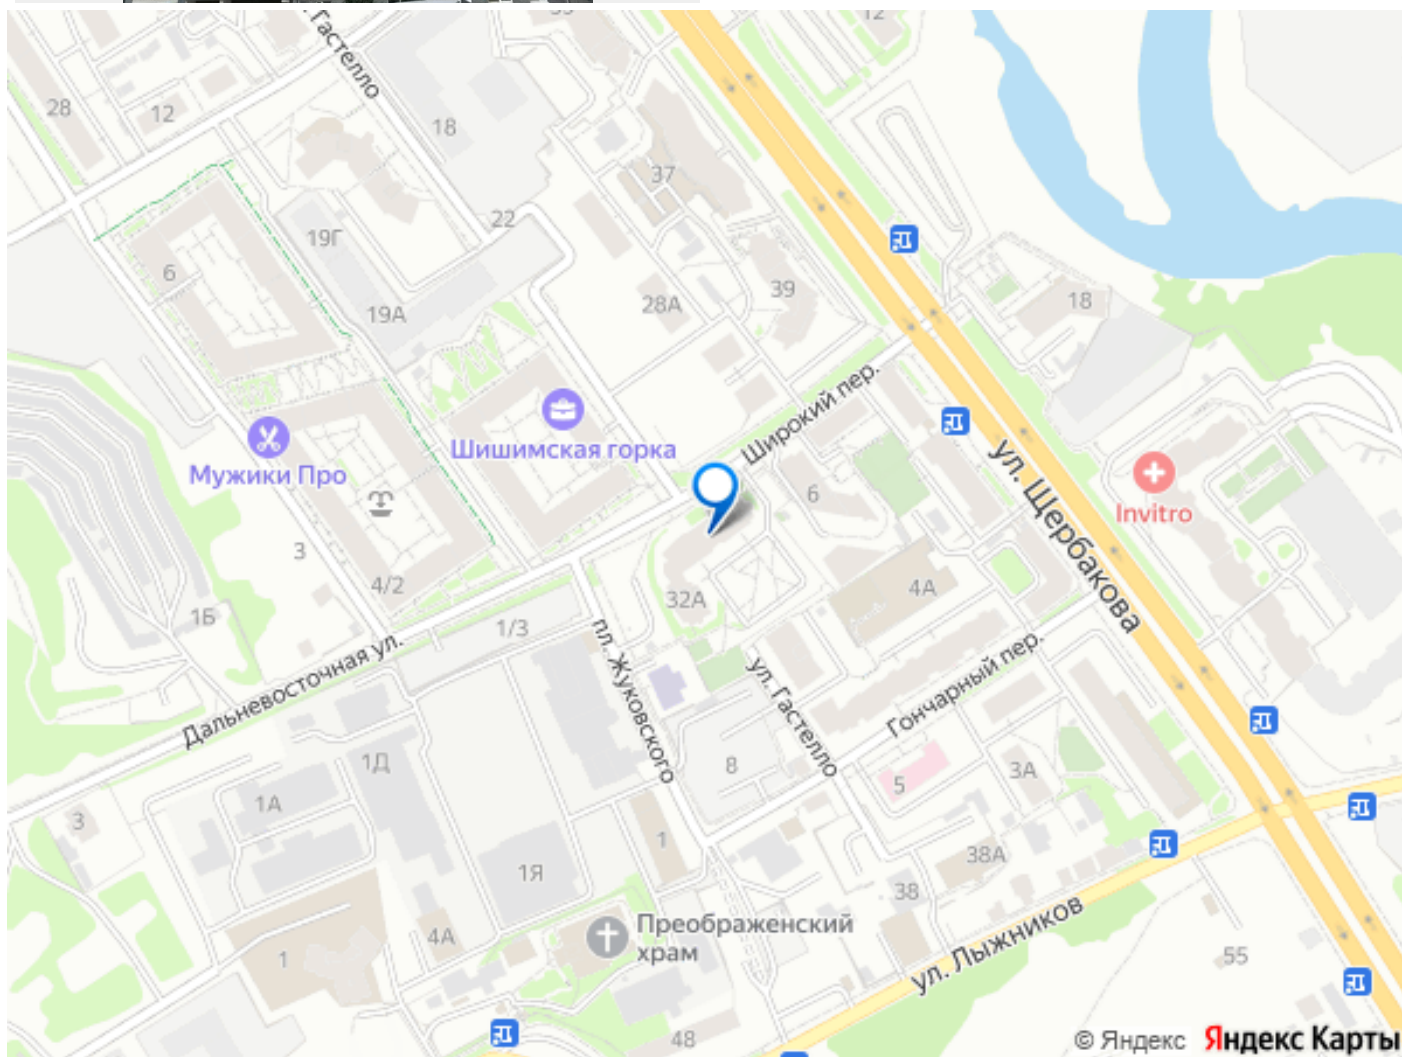 Гастелло
12
28
12
18
37
22
19Г
6
39
28А
18
19А
Широкий пер.
Шишимская горка
Мужики Про
6
ул. Щербакова
Invitro
3
4/2
32А
4А
1Б
1/3
Дальневосточная ул.
пл. Жуковского
ул. Гастелло
Гончарный пер.
1Д
8
5
3А
1А
3
1
38А
1Я
38
ул. Лыжников
Преображенский
храм
4А
1
55
48
© Яндекс Яндекс Карты